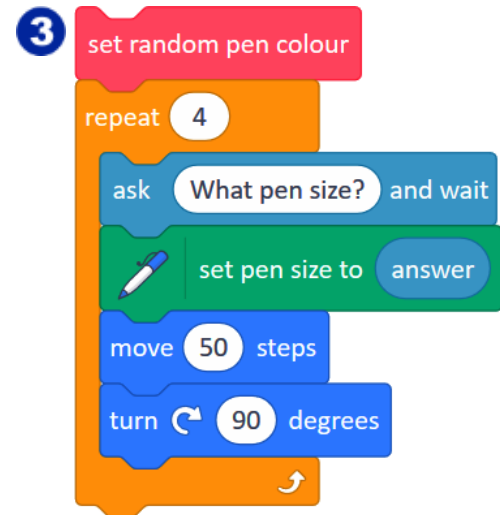 3
set random pen colour
repeat 4
ask What pen size? and wait
set pen size to answer
move 50 steps
turn 90 degrees